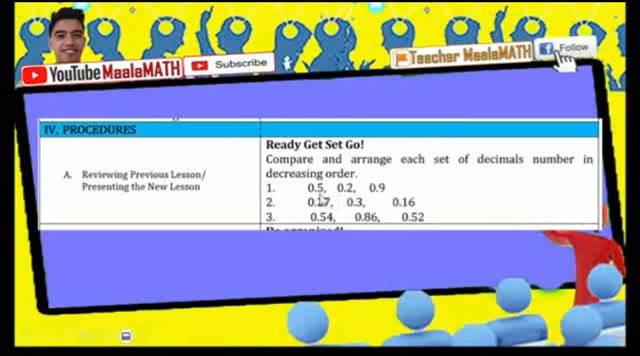 YouTube MaalaMATH
Subscribe
Teacher MaalaMATH
Follow
IV. PROCEDURES
A. Reviewing Previous Lesson/
Presenting the New Lesson
Ready Get Set Go!
Compare and arrange each set of decimals number in
decreasing order.
1. 0.5, 0.2, 0.9
2. 0.17, 0.3, 0.16
3. 0.54, 0.86, 0.52